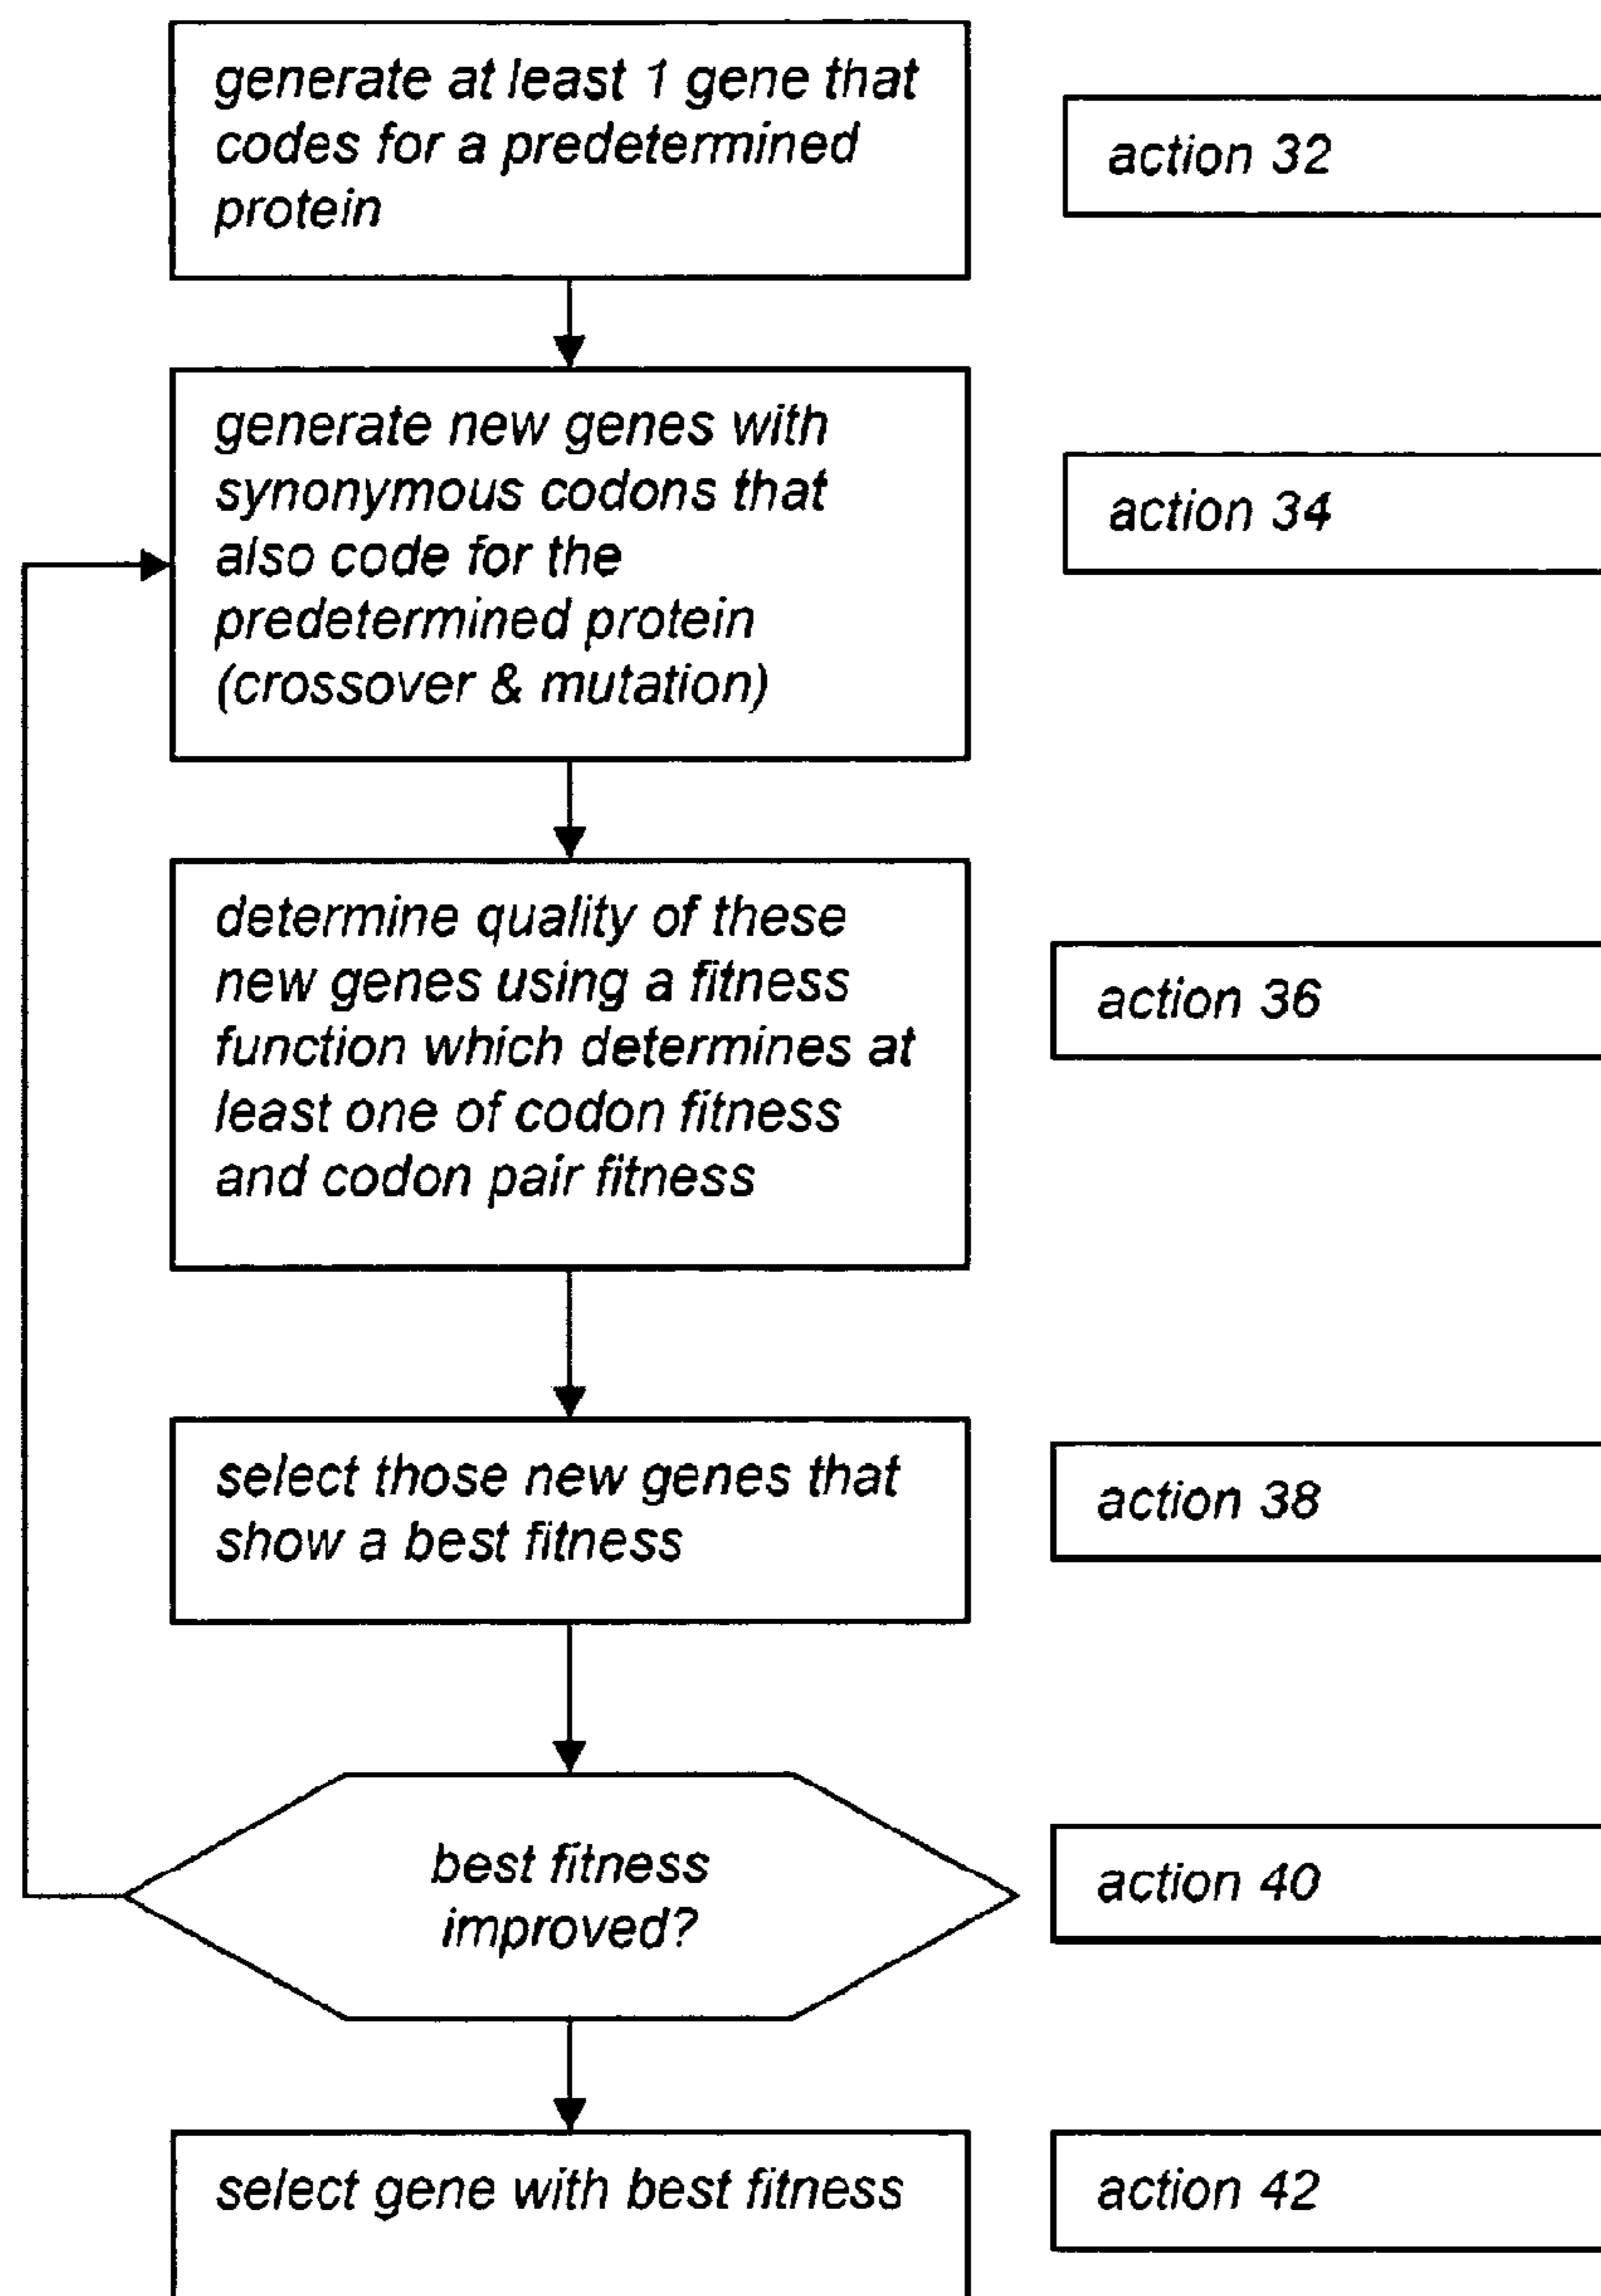 generate at least 1 gene that
codes for a predetermined
protein
action 32
generate new genes with
synonymous codons that
also code for the
predetermined protein
(crossover & mutation)
action 34
determine quality of these
new genes using a fitness
function which determines at
least one of codon fitness
and codon pair fitness
action 36
select those new genes that
show a best fitness
action 38
best fitness
improved?
action 40
select gene with best fitness
action 42